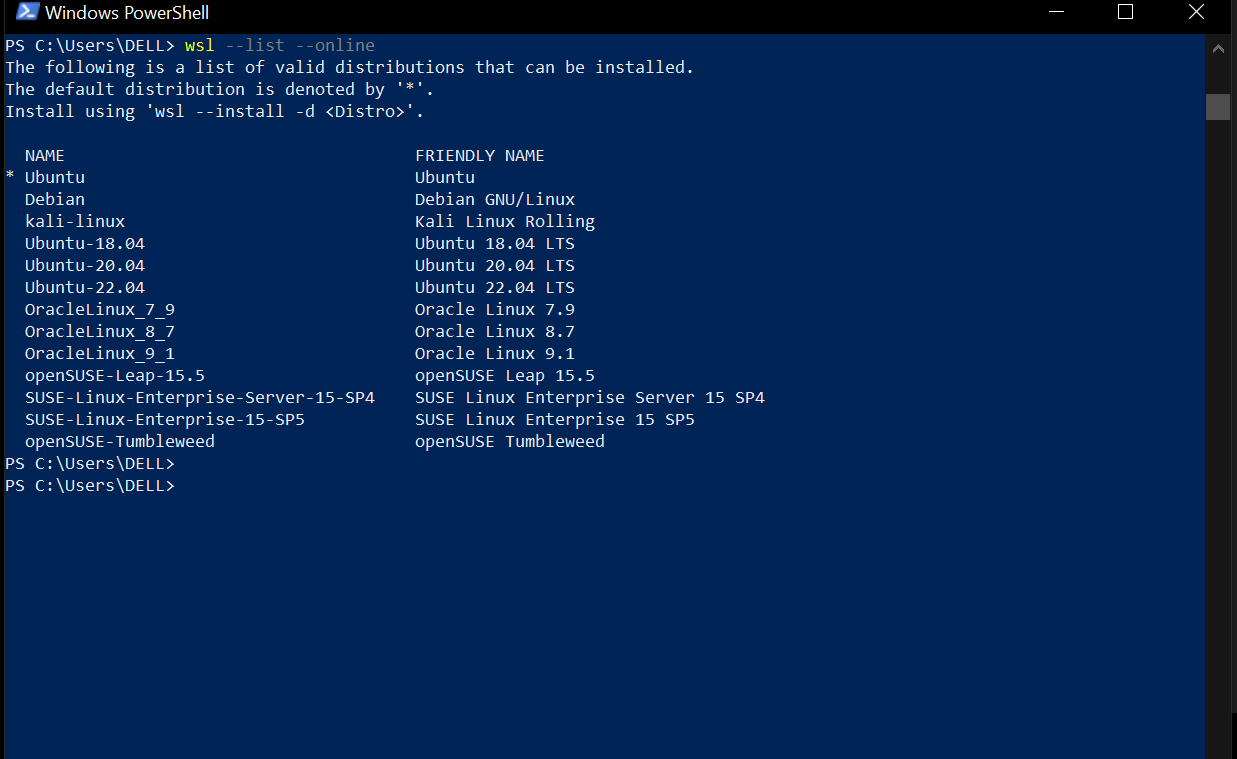 Windows PowerShell
PS C:\Users\DELL> wsl --list --online
The following is a list of valid distributions that can be installed.
The default distribution is denoted by '*'.
Install using 'wsl --install -d <Distro>'.
NAME FRIENDLY NAME
* Ubuntu Ubuntu
Debian Debian GNU/Linux
kali-linux Kali Linux Rolling
Ubuntu-18.04 Ubuntu 18.04 LTS
Ubuntu-20.04 Ubuntu 20.04 LTS
Ubuntu-22.04 Ubuntu 22.04 LTS
OracleLinux_7_9 Oracle Linux 7.9
OracleLinux_8_7 Oracle Linux 8.7
OracleLinux_9_1 Oracle Linux 9.1
openSUSE-Leap-15.5 openSUSE Leap 15.5
SUSE-Linux-Enterprise-Server-15-SP4 SUSE Linux Enterprise Server 15 SP4
SUSE-Linux-Enterprise-15-SP5 SUSE Linux Enterprise 15 SP5
openSUSE-Tumbleweed openSUSE Tumbleweed
PS C:\Users\DELL>
PS C:\Users\DELL>